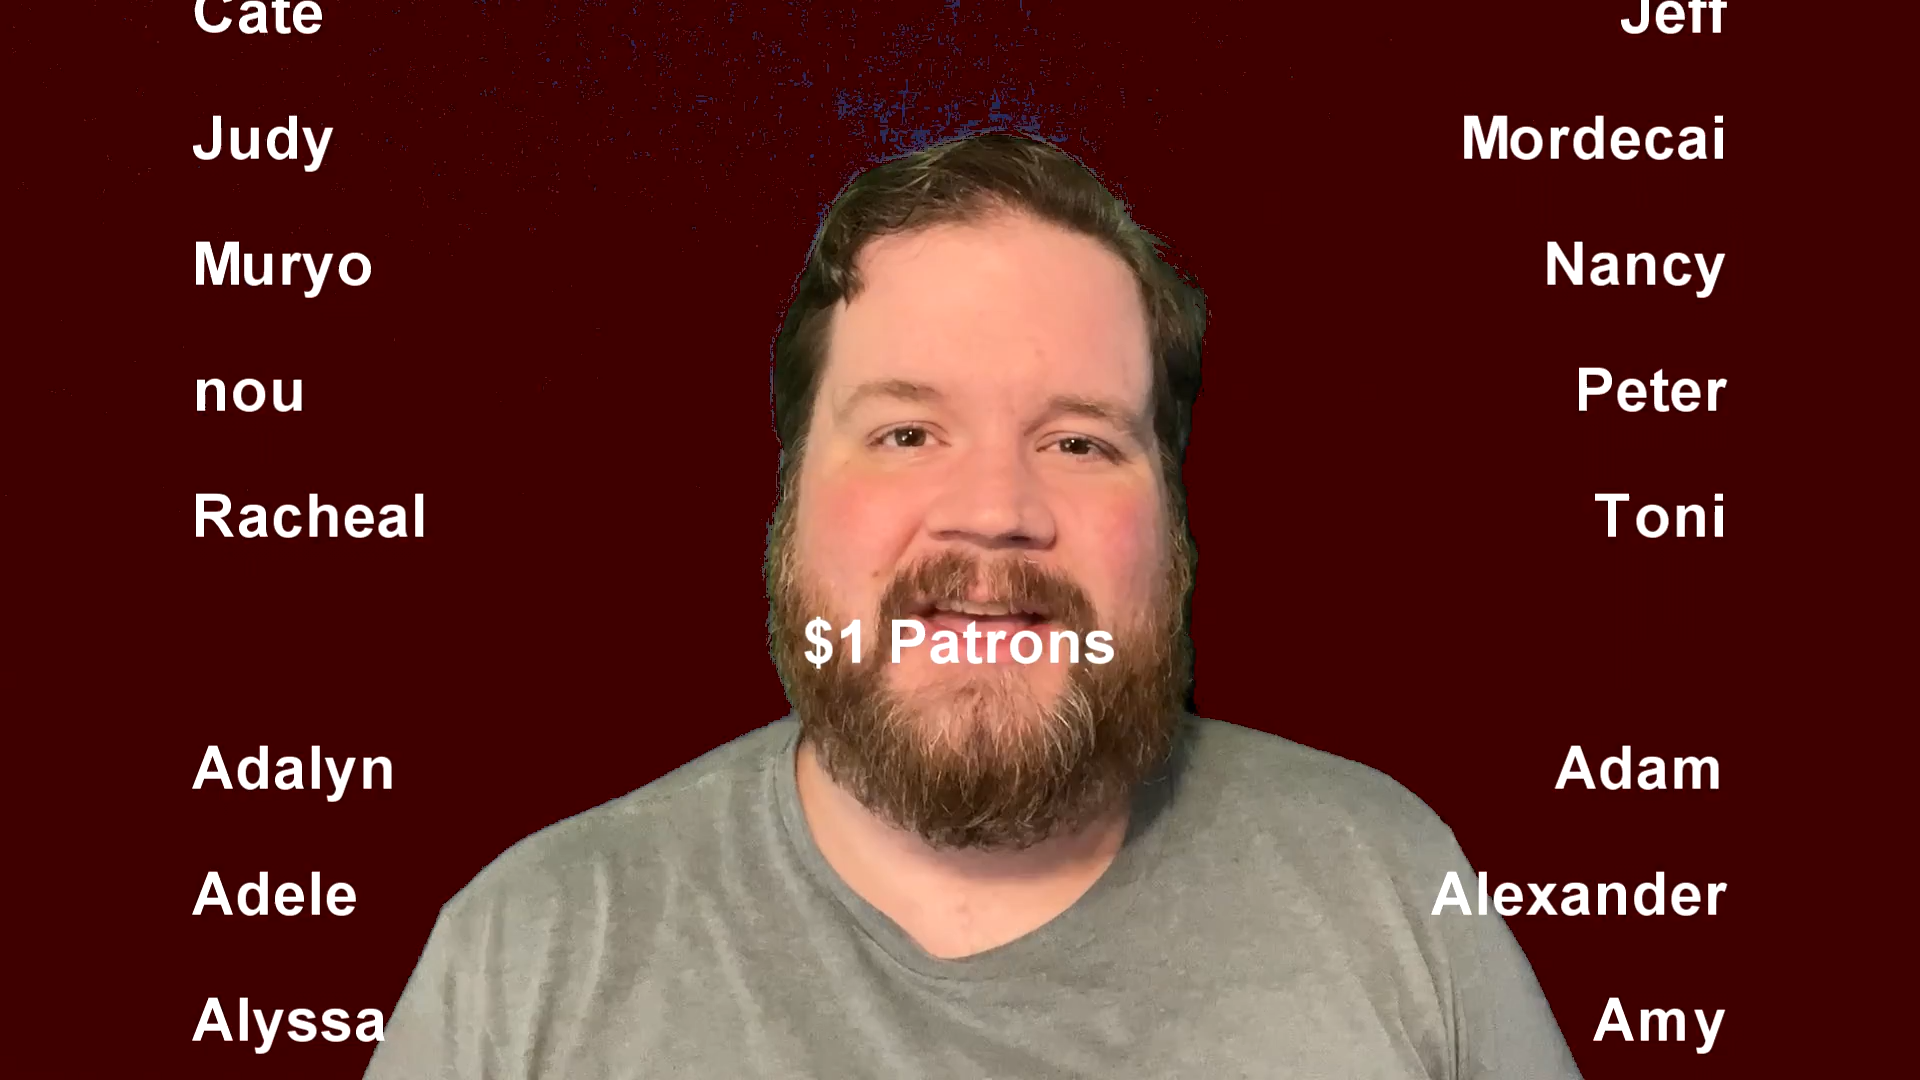 Cate Jeff
Judy Mordecai
Muryo Nancy
nou Peter
Racheal Toni
$1 Patrons
Adalyn Adam
Adele Alexander
Alyssa Amy